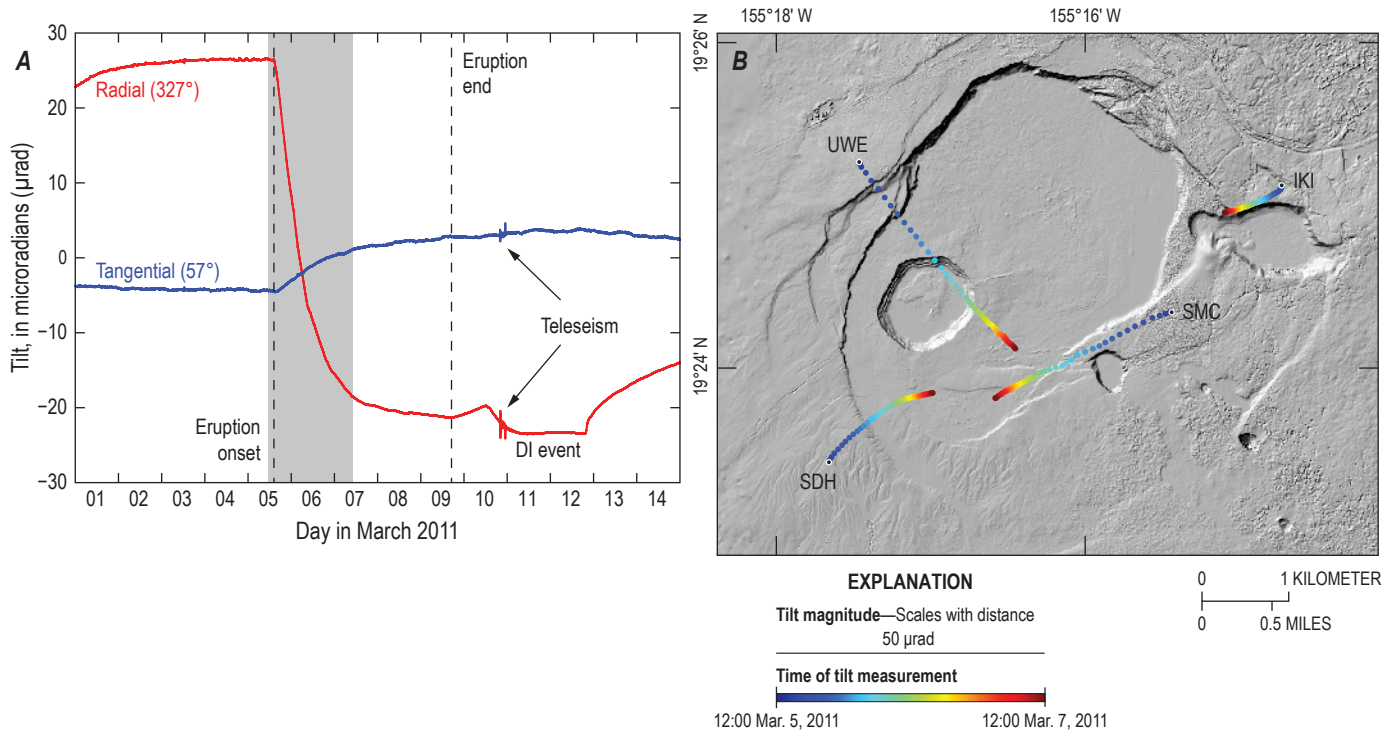 A
30
20
10
0
−10
−20
−30
Tilt, in microradians (µrad)
Radial (327°)
Tangential (57°)
Eruption
end
Teleseism
Eruption
onset
DI event
01 02 03 04 05 06 07 08 09 10 11 12 13 14
Day in March 2011
155°18' W 155°16' W
19°26' N
19°24' N
B
UWE
IKI
SMC
SDH
EXPLANATION
Tilt magnitude—Scales with distance
50 µrad
Time of tilt measurement
12:00 Mar. 5, 2011 12:00 Mar. 7, 2011
0 1 KILOMETER
0 0.5 MILES